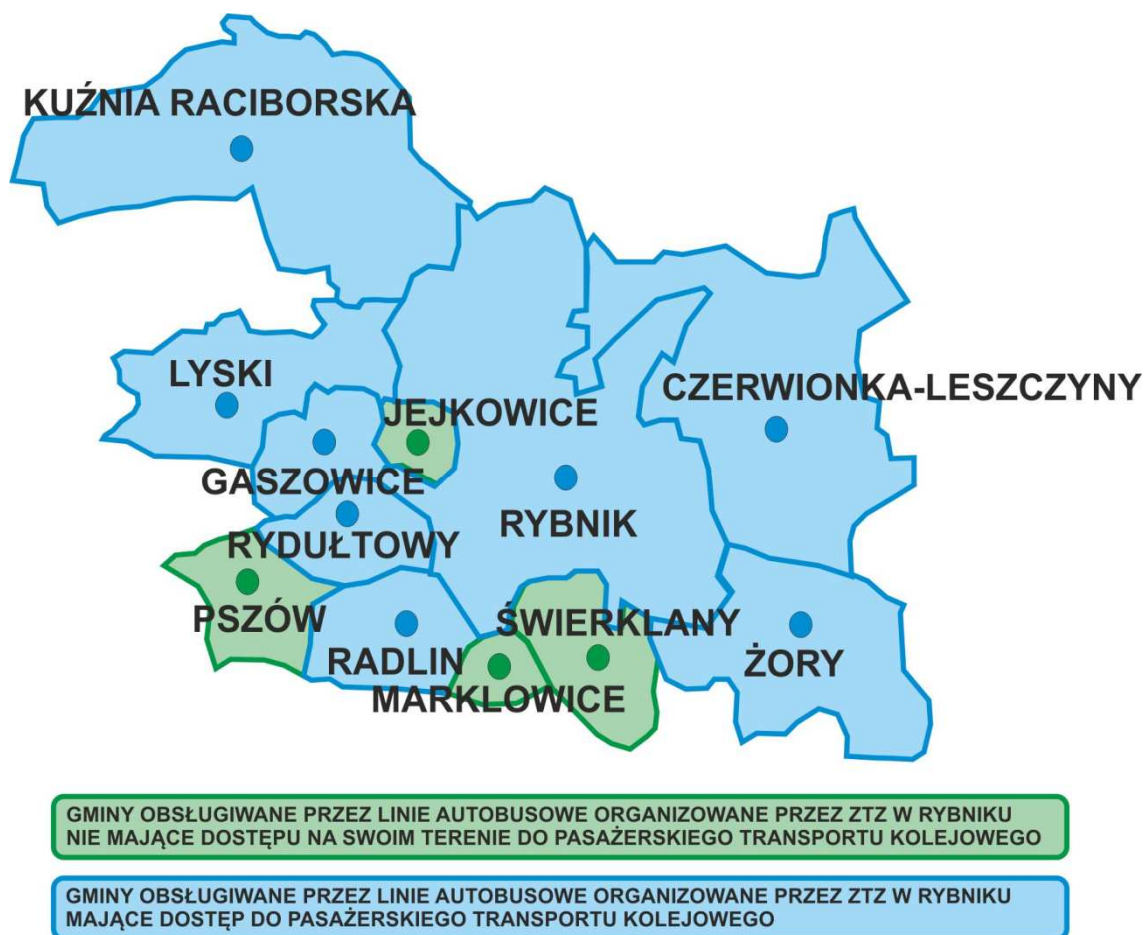 KUŹNIA RACIBORSKA
LYSKI
CZERWIONKA-LESZCZYNY
JEJKOWICE
GASZOWICE
RYBNIK
RYDUŁTOWY
PSZÓW
ŚWIERKLANY
RADLIN
ŻORY
MARKLOWICE
GMINY OBSŁUGIWANE PRZEZ LINIE AUTOBUSOWE ORGANIZOWANE PRZEZ ZTZ W RYBNIKU
NIE MAJĄCE DOSTĘPU NA SWOIM TERENIE DO PASAŻERSKIEGO TRANSPORTU KOLEJOWEGO
GMINY OBSŁUGIWANE PRZEZ LINIE AUTOBUSOWE ORGANIZOWANE PRZEZ ZTZ W RYBNIKU
MAJĄCE DOSTĘP DO PASAŻERSKIEGO TRANSPORTU KOLEJOWEGO